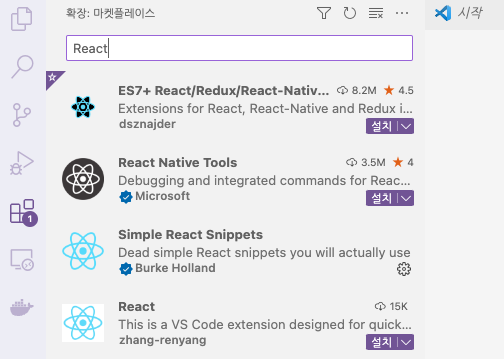 확장: 마켓플레이스
시작
React
ES7+ React/Redux/React-Nativ... 8.2M ★ 4.5
Extensions for React, React-Native and Redux i...
dsznajder 설치
React Native Tools 3.5M ★ 4
Debugging and integrated commands for Reac...
Microsoft 설치
Simple React Snippets
Dead simple React snippets you will actually use
Burke Holland
1
React 15K
This is a VS Code extension designed for quick...
zhang-renyang 설치